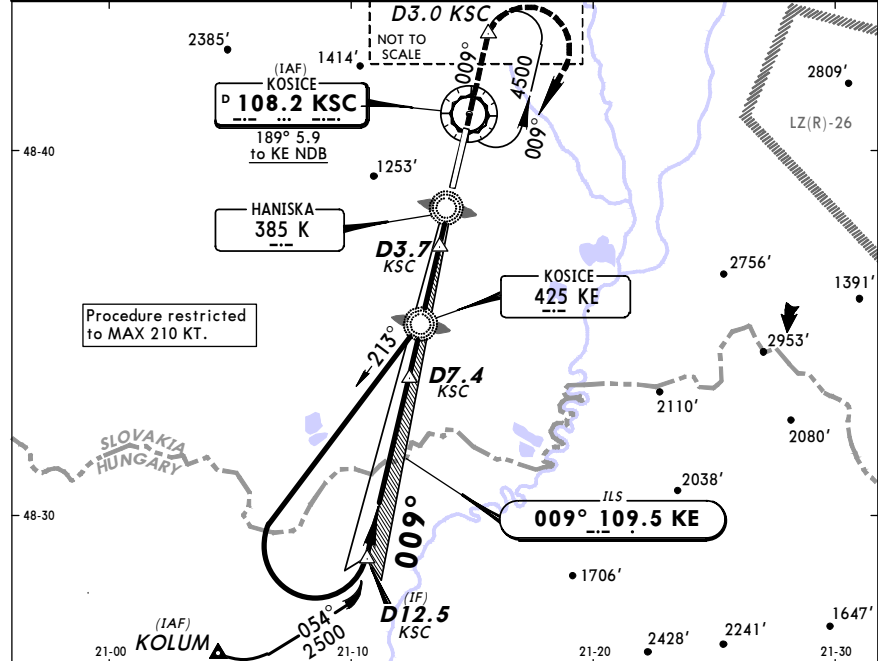 D3.0 KSC
NOT TO
SCALE
2385'
1414'
009°
4500
009°
2809'
LZ(R)-26
(IAF)
KOSICE
D 108.2 KSC
189° 5.9
to KE NDB
48-40
1253'
HANISKA
385 K
D3.7
KSC
2756'
1391'
KOSICE
425 KE
Procedure restricted
to MAX 210 KT.
213°
2953'
D7.4
KSC
2110'
2080'
SLOVAKIA
HUNGARY
2038'
48-30
ILS
009° 109.5 KE
009°
1706'
(IF)
D12.5
KSC
(IAF)
KOLUM
054°
2500
1647'
2241'
2428'
21-00
21-10
21-20
21-30